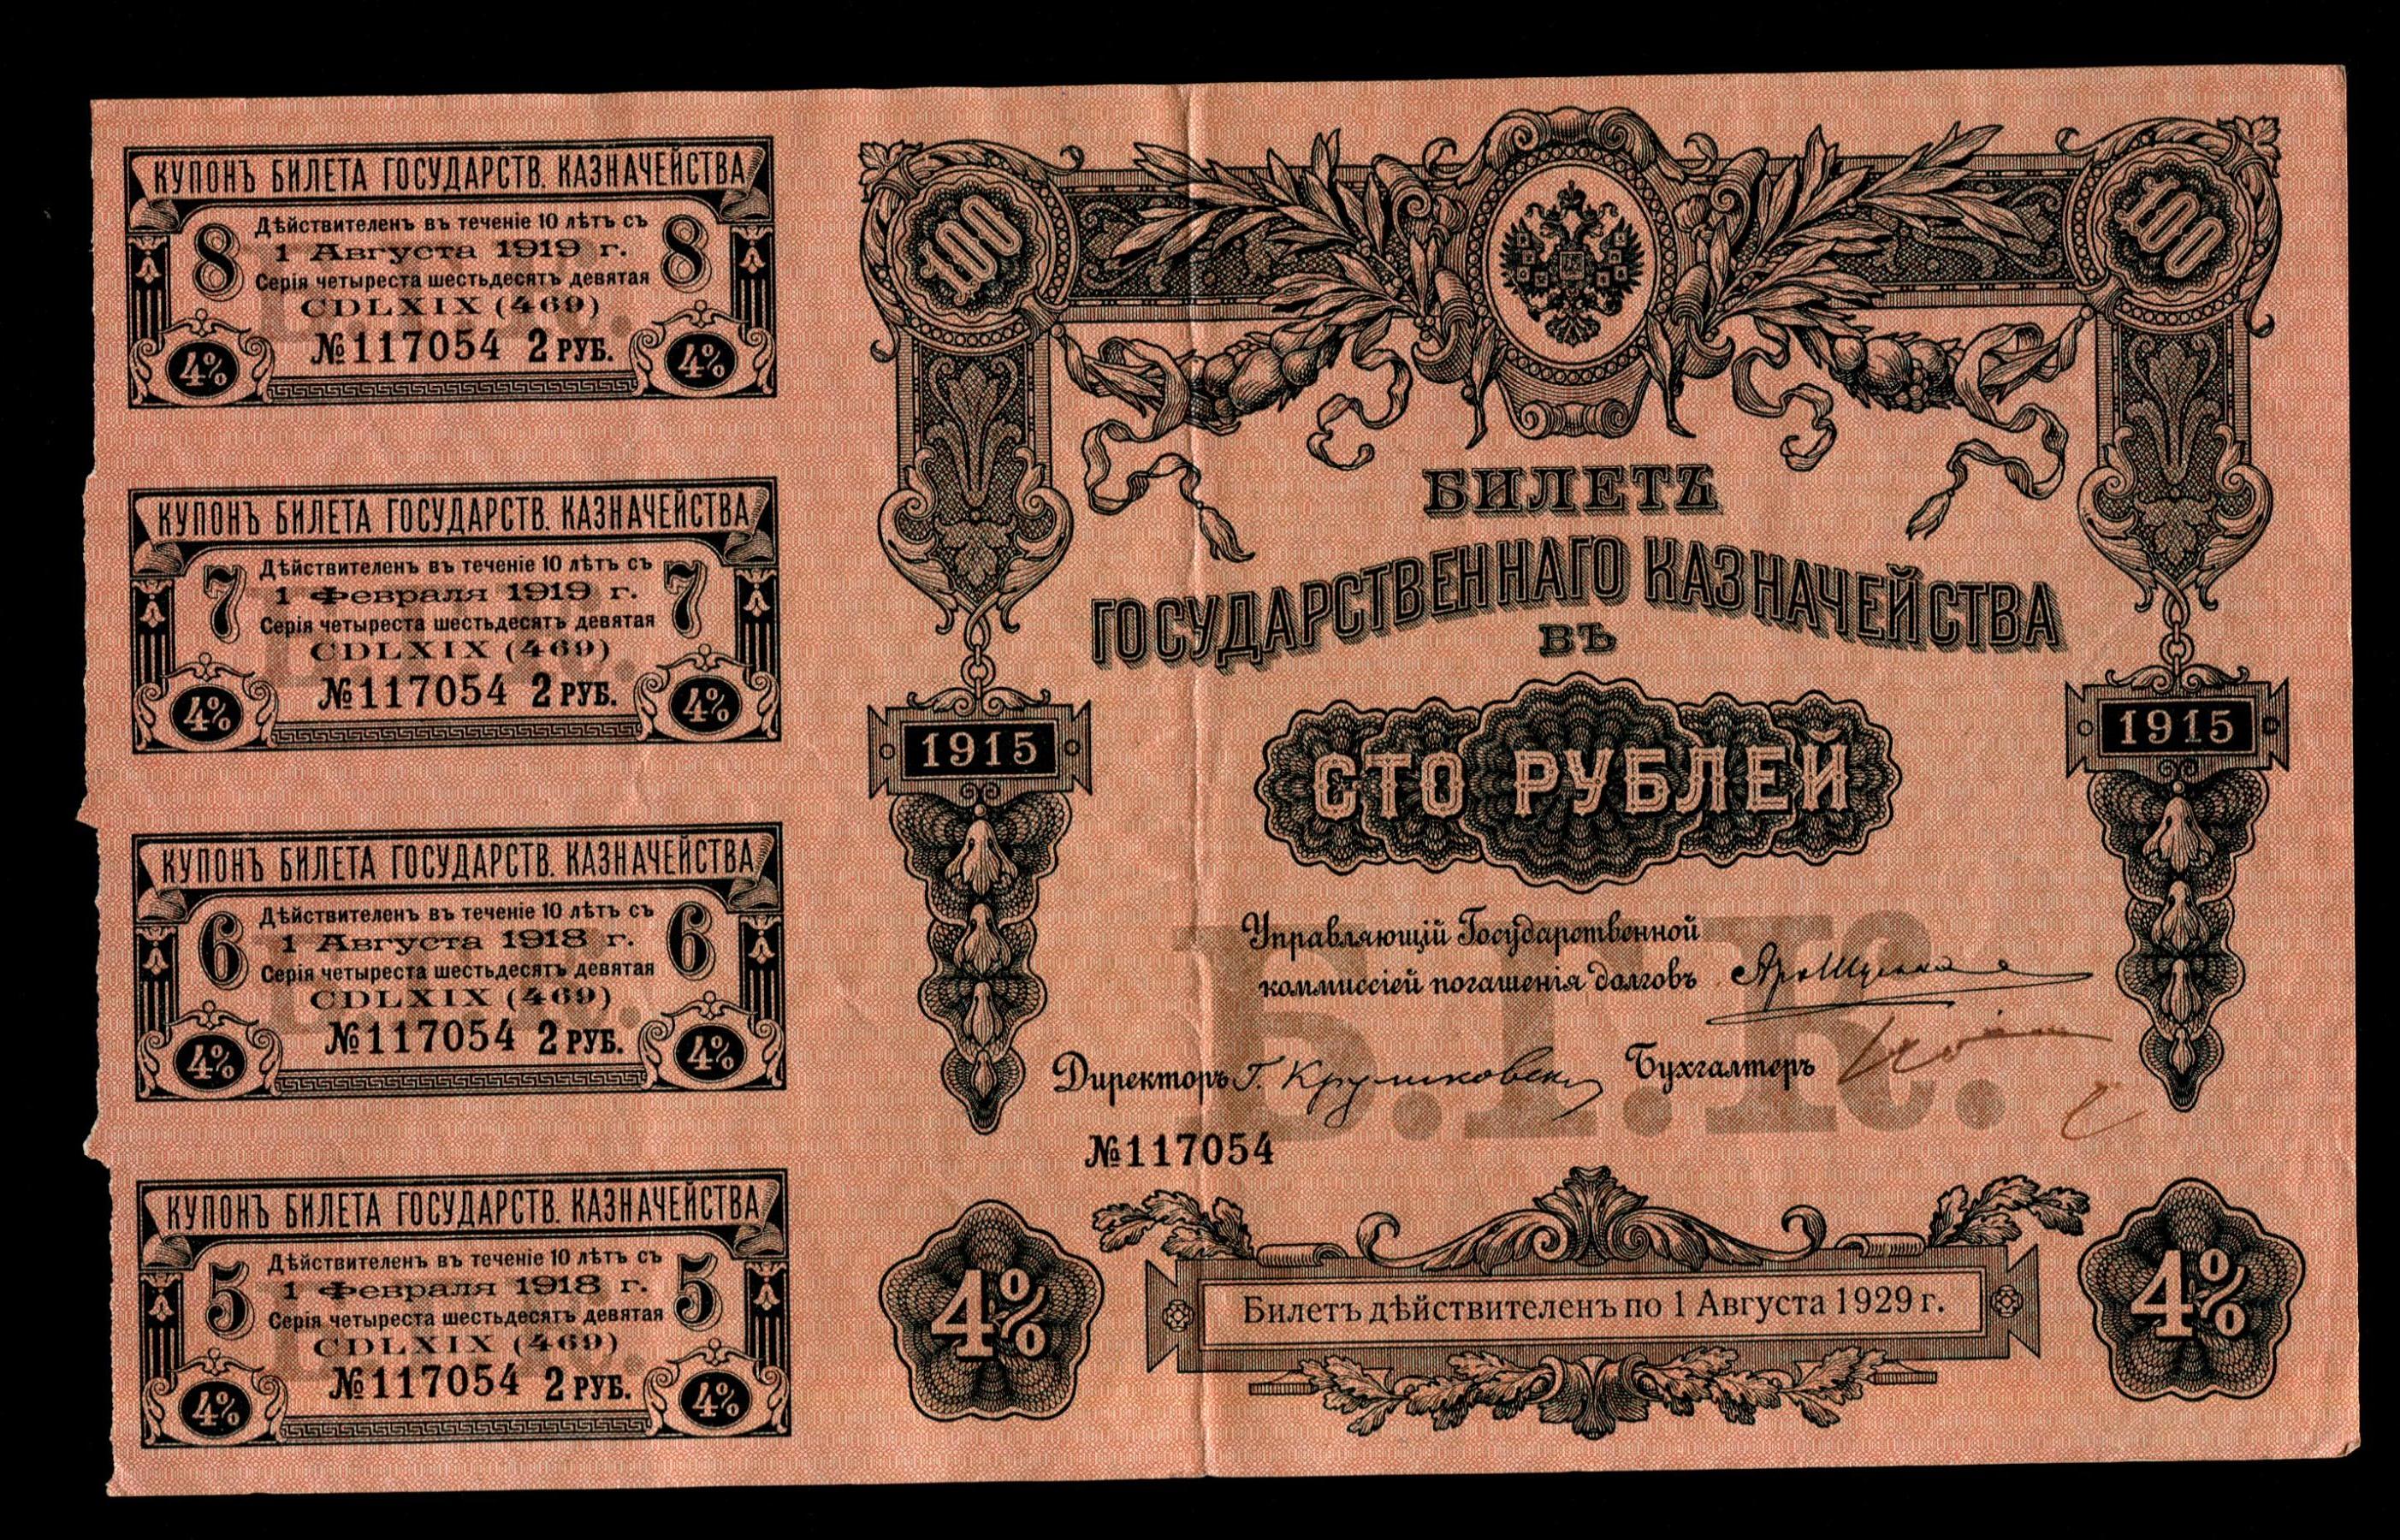 КУПОНЪ БИЛЕТА ГОСУДАРСТВ. КАЗНАЧЕЙСТВА
8 Дѣйствителенъ въ теченіе 10 лѣтъ съ 8
1 Августа 1919 г.
Серія четыреста шестьдесятъ девятая
CDLXIX (469)
4% №117054 2 РУБ. 4%
КУПОНЪ БИЛЕТА ГОСУДАРСТВ. КАЗНАЧЕЙСТВА
7 Дѣйствителенъ въ теченіе 10 лѣтъ съ 7
1 Февраля 1919 г.
Серія четыреста шестьдесятъ девятая
CDLXIX (469)
4% №117054 2 РУБ. 4%
КУПОНЪ БИЛЕТА ГОСУДАРСТВ. КАЗНАЧЕЙСТВА
6 Дѣйствителенъ въ теченіе 10 лѣтъ съ 6
1 Августа 1918 г.
Серія четыреста шестьдесятъ девятая
CDLXIX (469)
4% №117054 2 РУБ. 4%
КУПОНЪ БИЛЕТА ГОСУДАРСТВ. КАЗНАЧЕЙСТВА
5 Дѣйствителенъ въ теченіе 10 лѣтъ съ 5
1 Февраля 1918 г.
Серія четыреста шестьдесятъ девятая
CDLXIX (469)
4% №117054 2 РУБ. 4%
100 100
БИЛЕТЪ
ГОСУДАРСТВЕННАГО КАЗНАЧЕЙСТВА
ВЪ
1915 1915
СТО РУБЛЕЙ
Управляющій Государственной
коммиссіей погашенія долговъ
Б.Г.К.
Директоръ Бухгалтеръ
№117054
4% Билетъ дѣйствителенъ по 1 Августа 1929 г. 4%